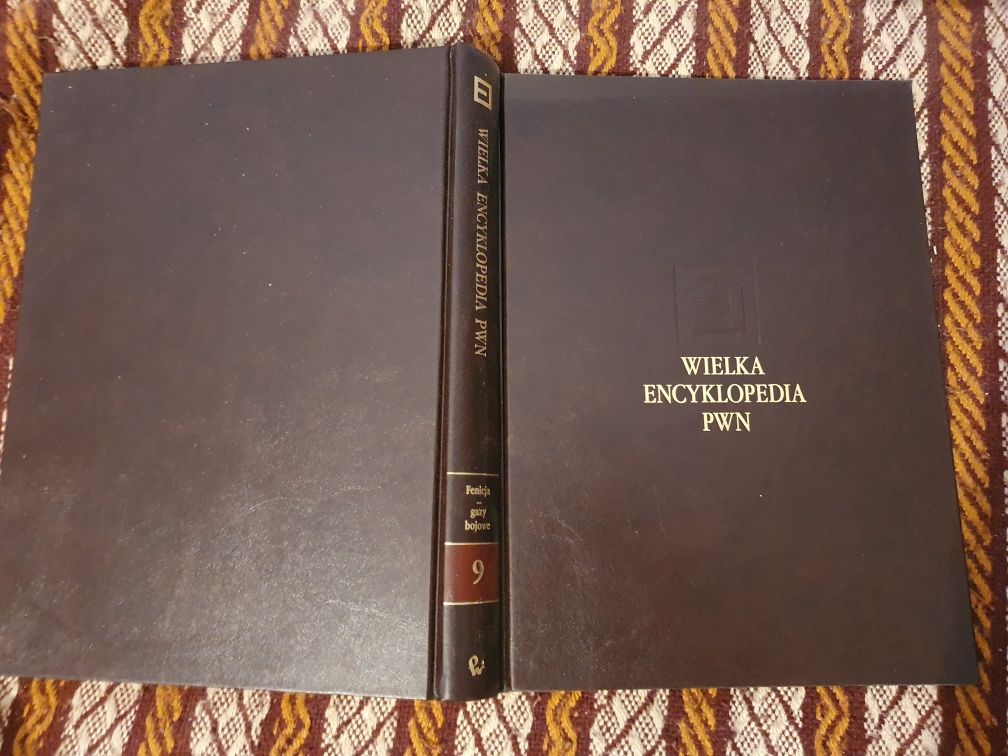 WIELKA ENCYKLOPEDIA PWN
Fenicja
–
gazy
bojowe
9
WIELKA
ENCYKLOPEDIA
PWN